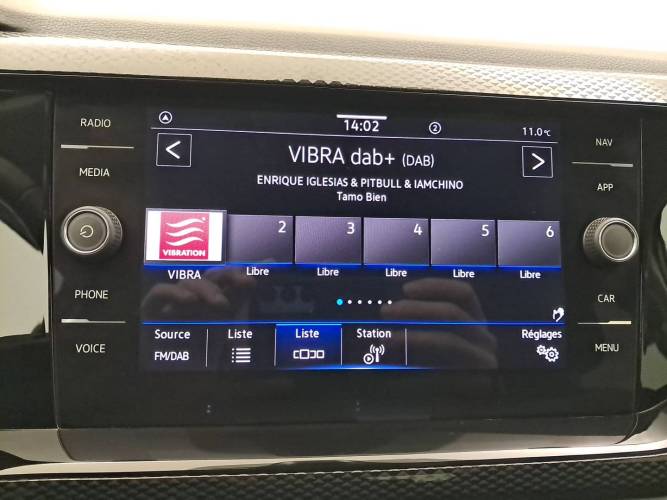 RADIO
MEDIA
PHONE
VOICE
14:02
2
11.0°C
<
VIBRA dab+ (DAB)
>
ENRIQUE IGLESIAS & PITBULL & IAMCHINO
Tamo Bien
VIBRATION
2
3
4
5
6
VIBRA
Libre
Libre
Libre
Libre
Libre
Source
FM/DAB
Liste
Liste
Station
Réglages
NAV
APP
CAR
MENU